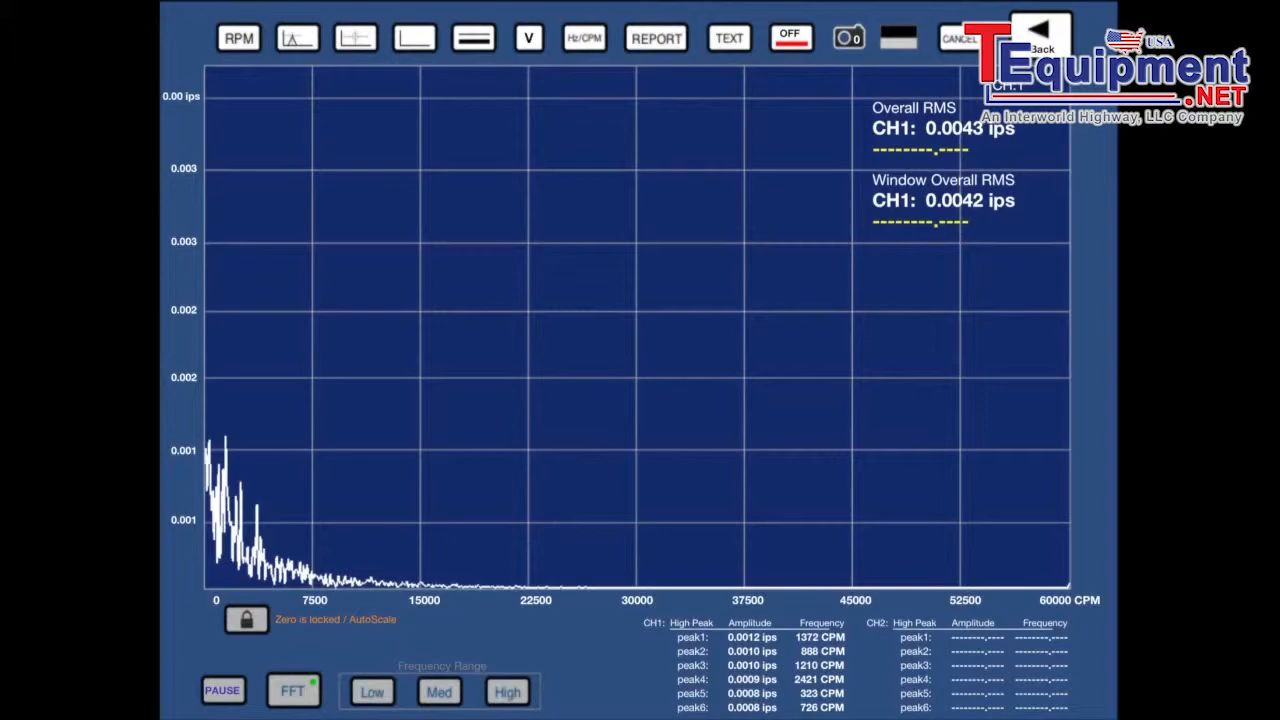 RPM
V
Hz/CPM
REPORT
TEXT
OFF
0
CANCEL
Back
USA
TEquipment
.NET
An Interworld Highway, LLC Company
CH:1
0.00 ips
0.003
0.003
0.002
0.002
0.001
0.001
Overall RMS
CH1: 0.0043 ips
--------.----
Window Overall RMS
CH1: 0.0042 ips
--------.----
0 7500 15000 22500 30000 37500 45000 52500 60000 CPM
Zero is locked / AutoScale
CH1: High Peak Amplitude Frequency
peak1: 0.0012 ips 1372 CPM
peak2: 0.0010 ips 888 CPM
peak3: 0.0010 ips 1210 CPM
peak4: 0.0009 ips 2421 CPM
peak5: 0.0008 ips 323 CPM
peak6: 0.0008 ips 726 CPM
CH2: High Peak Amplitude Frequency
peak1: --------.---- --------.----
peak2: --------.---- --------.----
peak3: --------.---- --------.----
peak4: --------.---- --------.----
peak5: --------.---- --------.----
peak6: --------.---- --------.----
Frequency Range
PAUSE
FFT
Low
Med
High